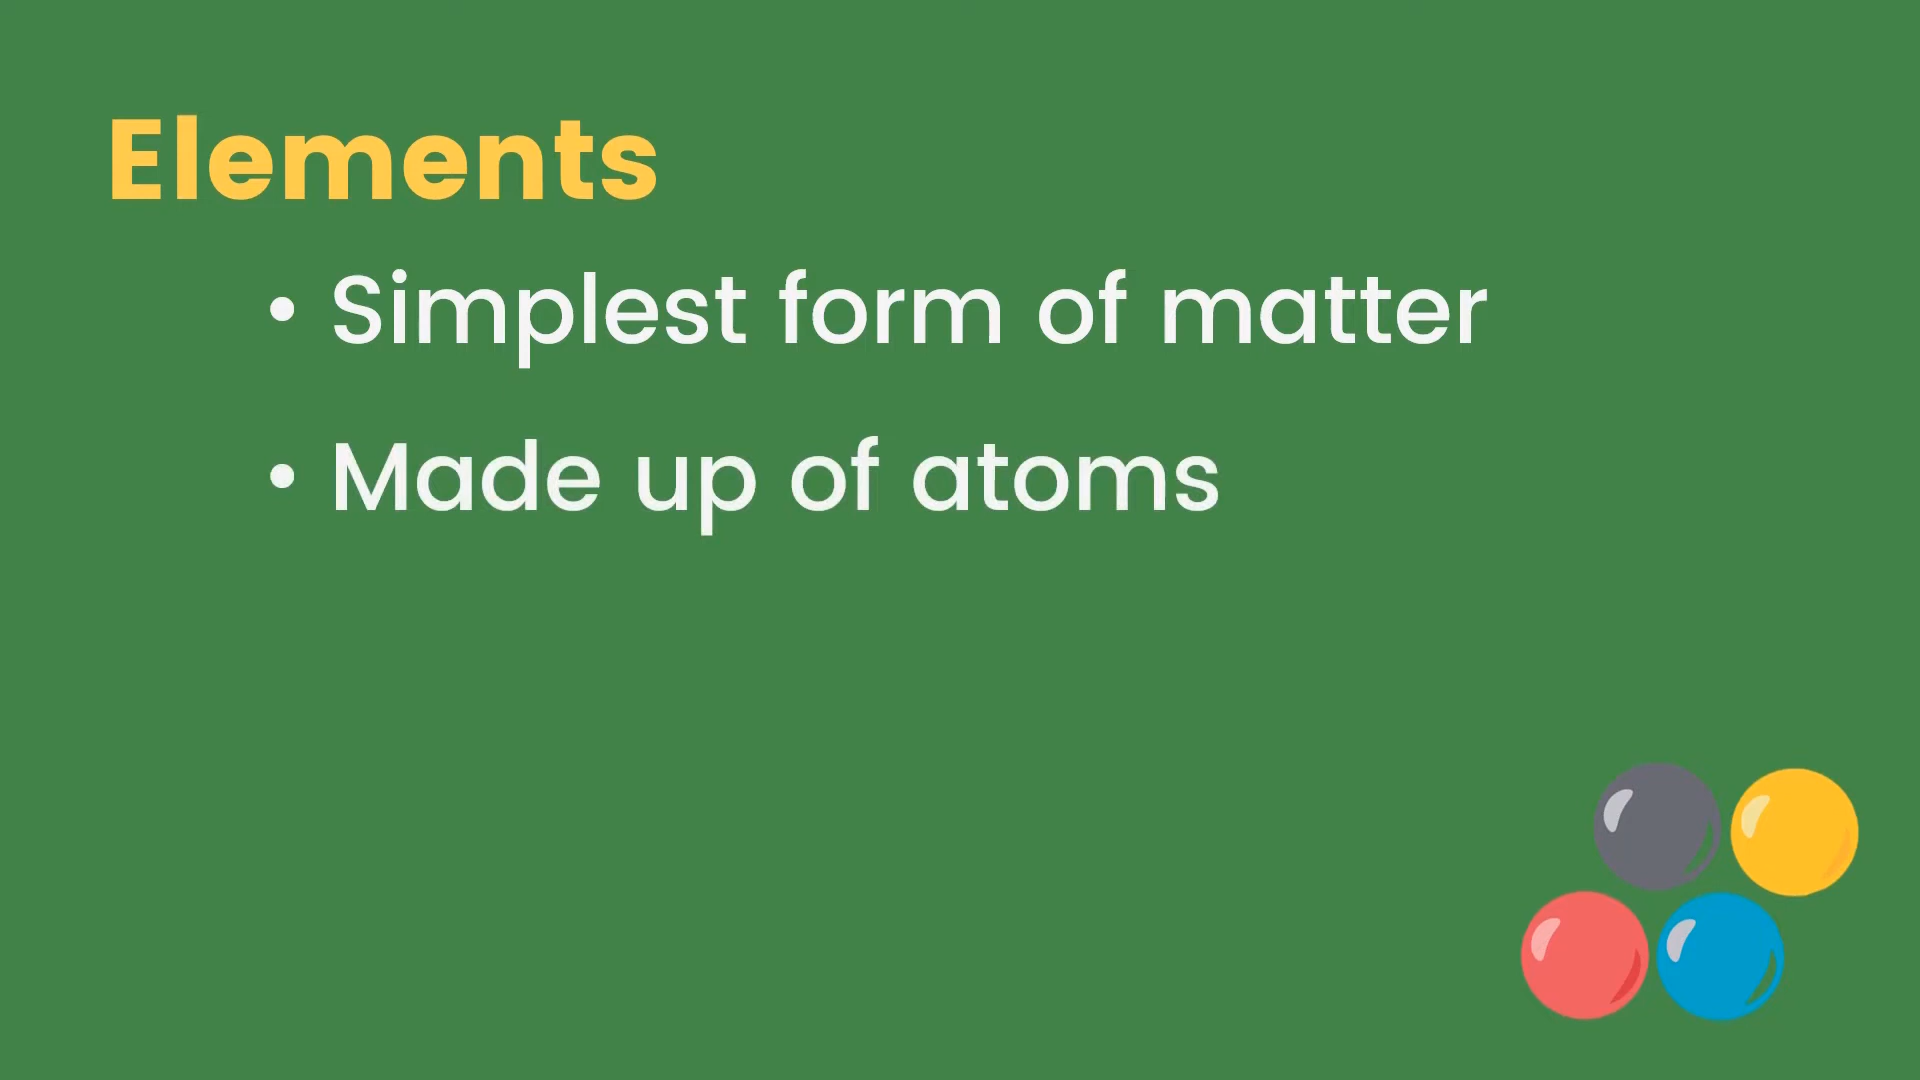 Elements
• Simplest form of matter
• Made up of atoms